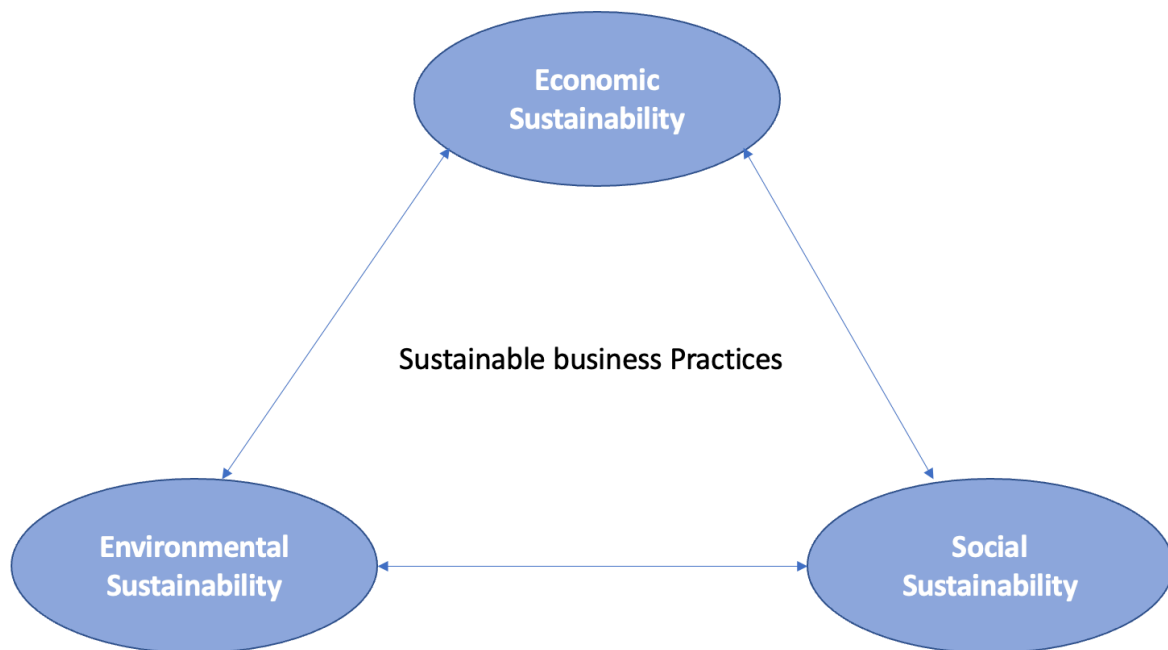 Economic
Sustainability
Sustainable business Practices
Environmental
Sustainability
Social
Sustainability